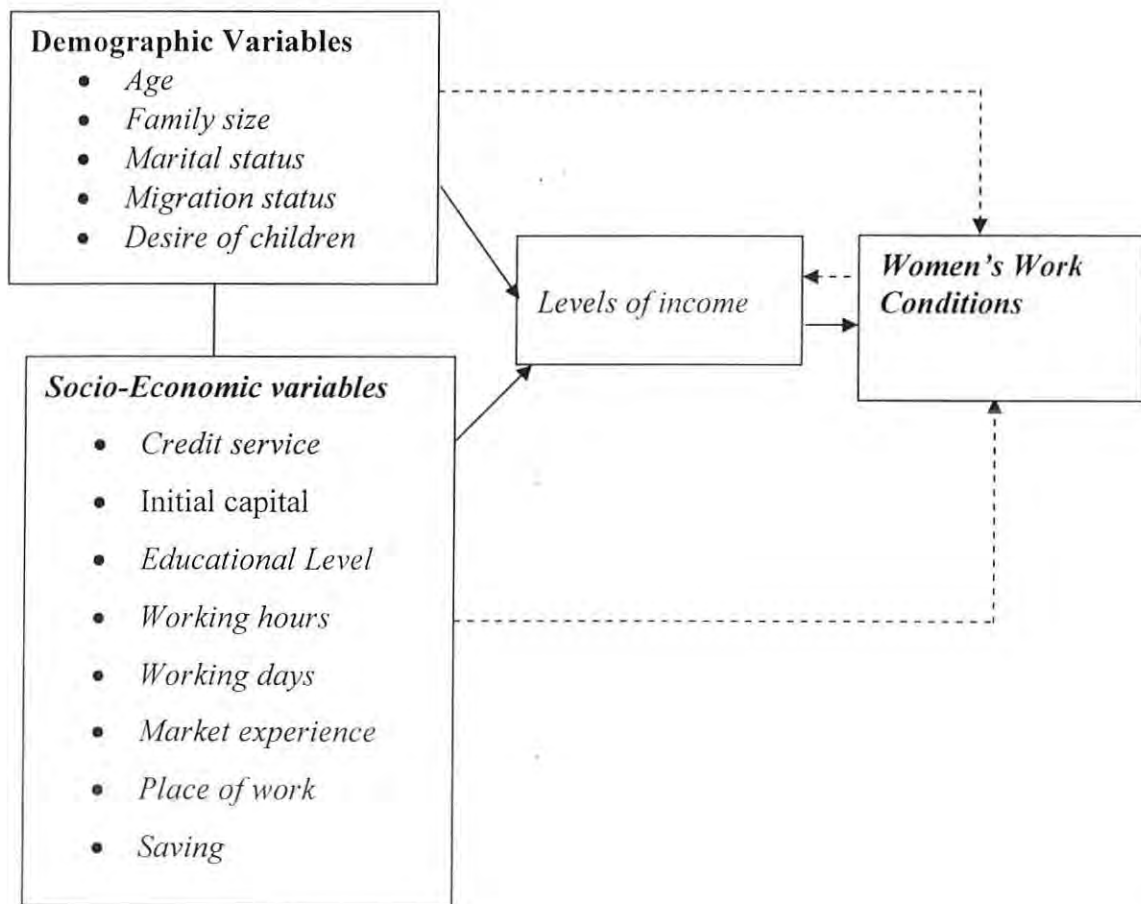 Demographic Variables
• Age
• Family size
• Marital status
• Migration status
• Desire of children
Levels of income
Women's Work
Conditions
Socio-Economic variables
• Credit service
• Initial capital
• Educational Level
• Working hours
• Working days
• Market experience
• Place of work
• Saving